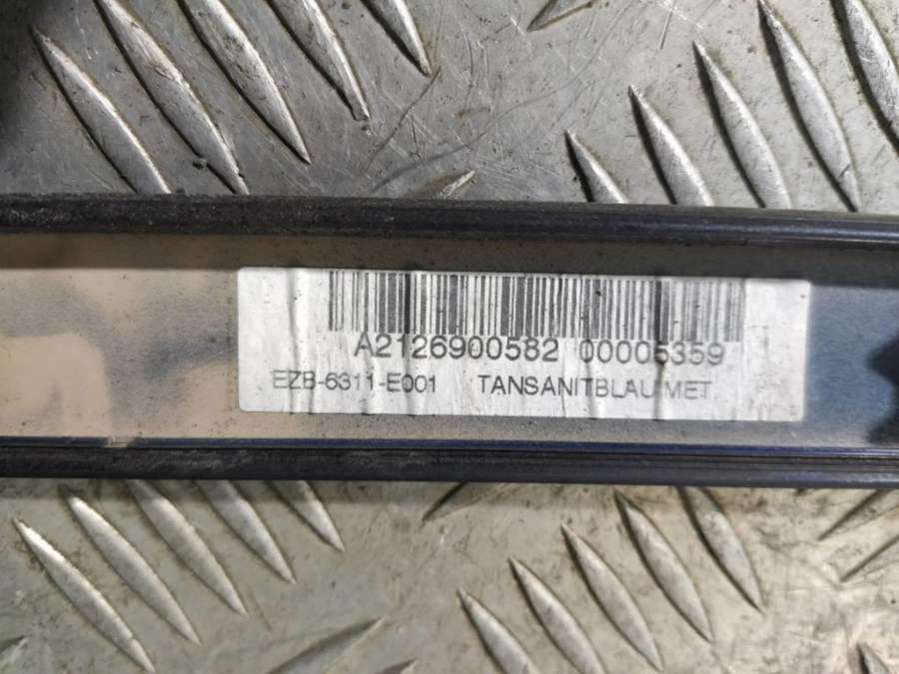 A2126900582 00005359
EZB-6311-E001 TANSANITBLAU MET